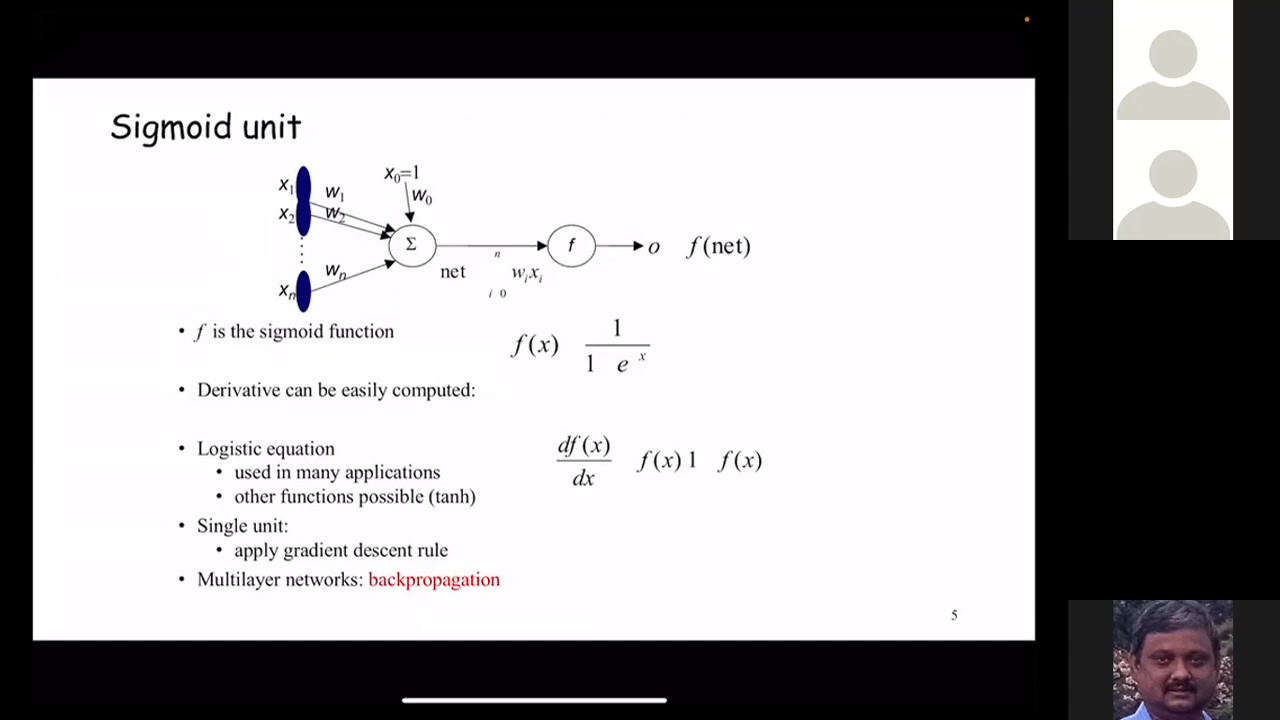 Sigmoid unit
x0=1
x1 w1 w0
x2 w2
Σ f o f(net)
wn net n wixi
xn i 0
• f is the sigmoid function f(x) 1
1 e x
• Derivative can be easily computed:
• Logistic equation df(x) f(x) 1 f(x)
dx
• used in many applications
• other functions possible (tanh)
• Single unit:
• apply gradient descent rule
• Multilayer networks: backpropagation
5